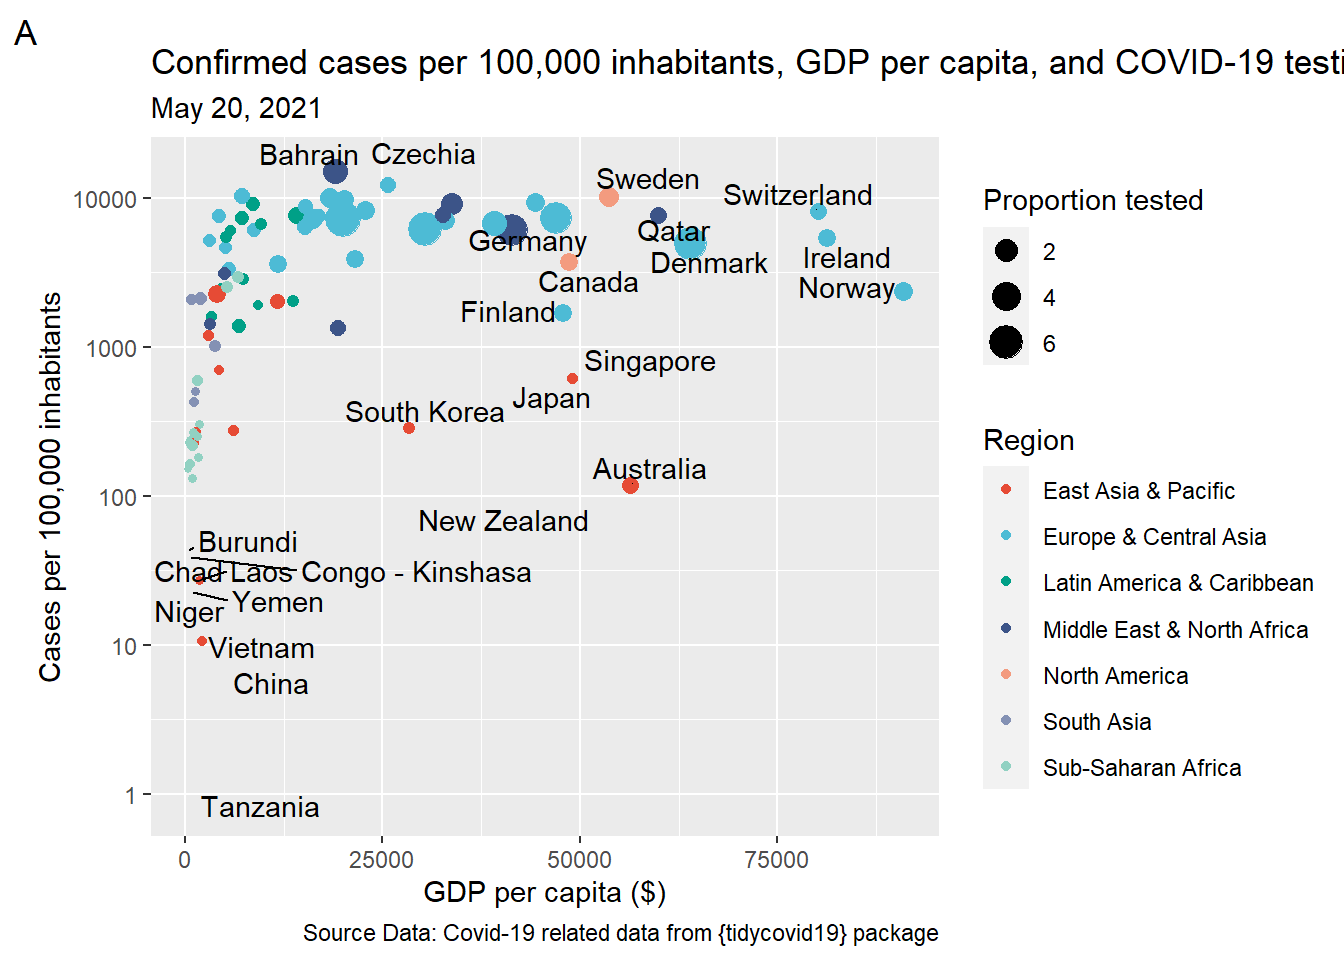 A
Confirmed cases per 100,000 inhabitants, GDP per capita, and COVID-19 testi
May 20, 2021
Bahrain
Czechia
Sweden
Switzerland
Qatar
Germany
Denmark
Ireland
Canada
Norway
Finland
Singapore
Japan
South Korea
Australia
New Zealand
Burundi
Chad
Laos
Congo - Kinshasa
Yemen
Niger
Vietnam
China
Tanzania
Cases per 100,000 inhabitants
10000
1000
100
10
1
0
25000
50000
75000
GDP per capita ($)
Source Data: Covid-19 related data from {tidycovid19} package
Proportion tested
2
4
6
Region
East Asia & Pacific
Europe & Central Asia
Latin America & Caribbean
Middle East & North Africa
North America
South Asia
Sub-Saharan Africa